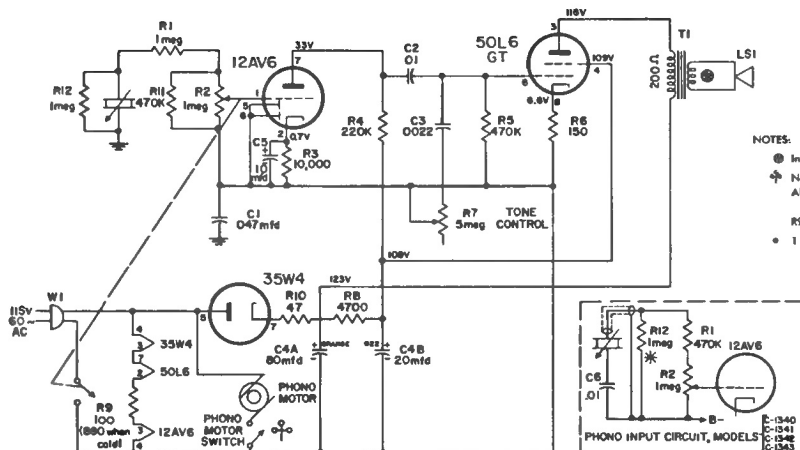 R1
1meg
R12
1meg
R11
470K
R2
1meg
12AV6
33V
7
1
5
6
2
0.7V
C5
10
mfd
R3
10,000
C1
.047mfd
R4
220K
C2
.01
C3
.0022
R5
470K
R7
5meg
TONE
CONTROL
50L6
GT
116V
3
109V
4
5
6.6V
8
R6
150
200Ω
T1
LS1
NOTES:
108V
123V
35W4
5
7
R10
47
R8
4700
C4A
80mfd
ORANGE
C4B
20mfd
115V
60
AC
W1
4
3
35W4
7
2
50L6
3
4
12AV6
R9
100
(880 when
cold)
PHONO
MOTOR
PHONO
MOTOR
SWITCH
R12
1meg
R1
470K
R2
1meg
12AV6
C6
.01
B-
PHONO INPUT CIRCUIT, MODELS
C-1340
C-1341
C-1342
C-1343